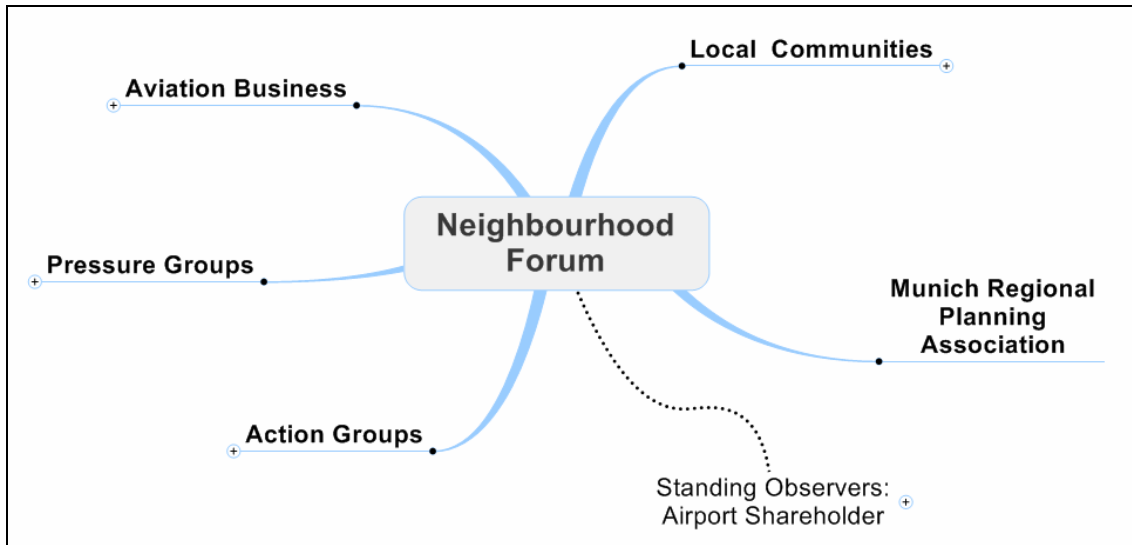 Local Communities
Aviation Business
Neighbourhood
Forum
Pressure Groups
Munich Regional
Planning
Association
Action Groups
Standing Observers:
Airport Shareholder